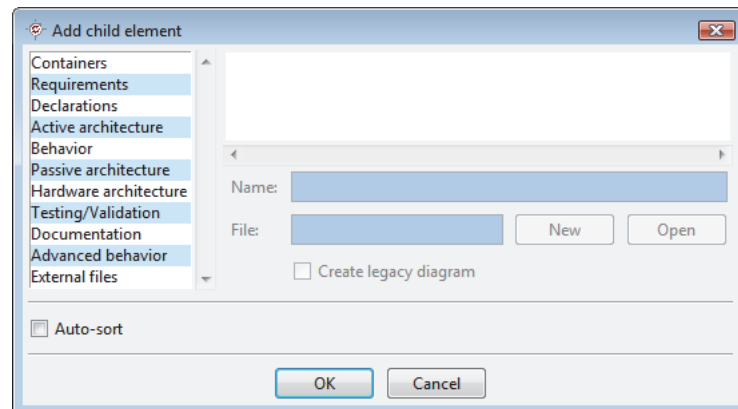 Add child element
Containers
Requirements
Declarations
Active architecture
Behavior
Passive architecture
Hardware architecture
Testing/Validation
Documentation
Advanced behavior
External files
Name:
File:
New
Open
Create legacy diagram
Auto-sort
OK
Cancel